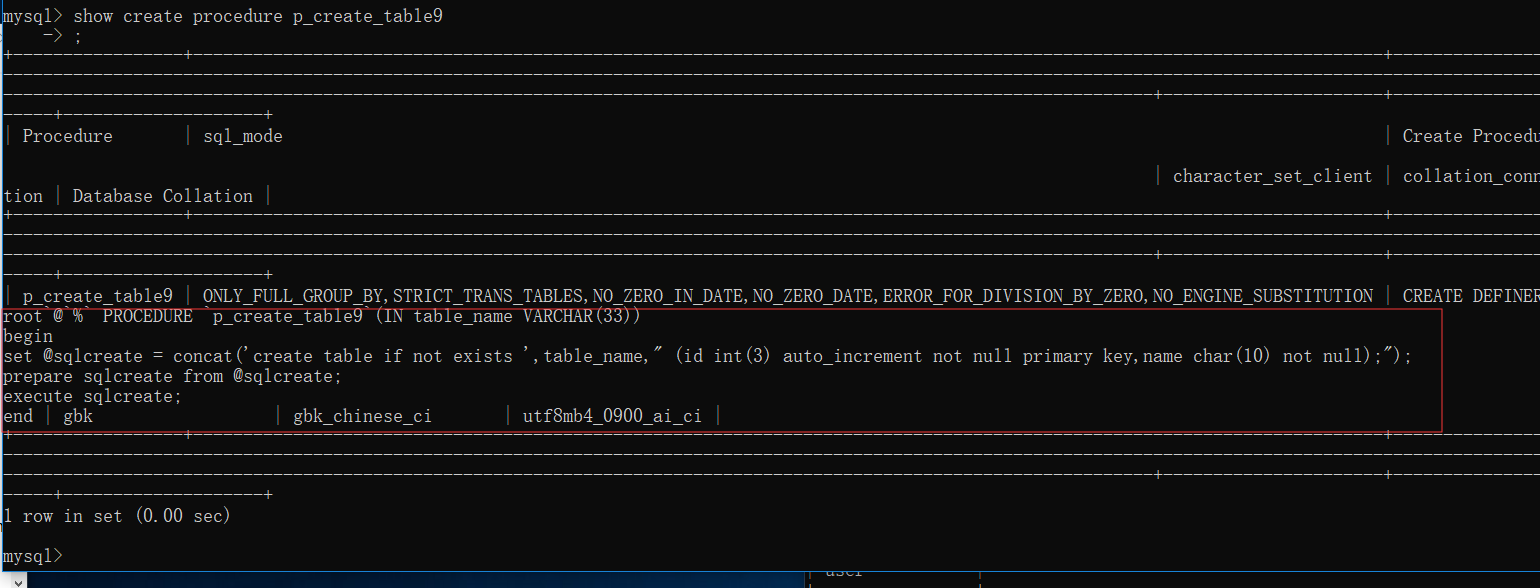 mysql> show create procedure p_create_table9
-> ;
| Procedure | sql_mode | Create Procedu
| character_set_client | collation_conn
tion | Database Collation |
| p_create_table9 | ONLY_FULL_GROUP_BY,STRICT_TRANS_TABLES,NO_ZERO_IN_DATE,NO_ZERO_DATE,ERROR_FOR_DIVISION_BY_ZERO,NO_ENGINE_SUBSTITUTION | CREATE DEFINER
root`@`%` PROCEDURE `p_create_table9`(IN table_name VARCHAR(33))
begin
set @sqlcreate = concat('create table if not exists ',table_name," (id int(3) auto_increment not null primary key,name char(10) not null);");
prepare sqlcreate from @sqlcreate;
execute sqlcreate;
end | gbk | gbk_chinese_ci | utf8mb4_0900_ai_ci |
1 row in set (0.00 sec)
mysql>